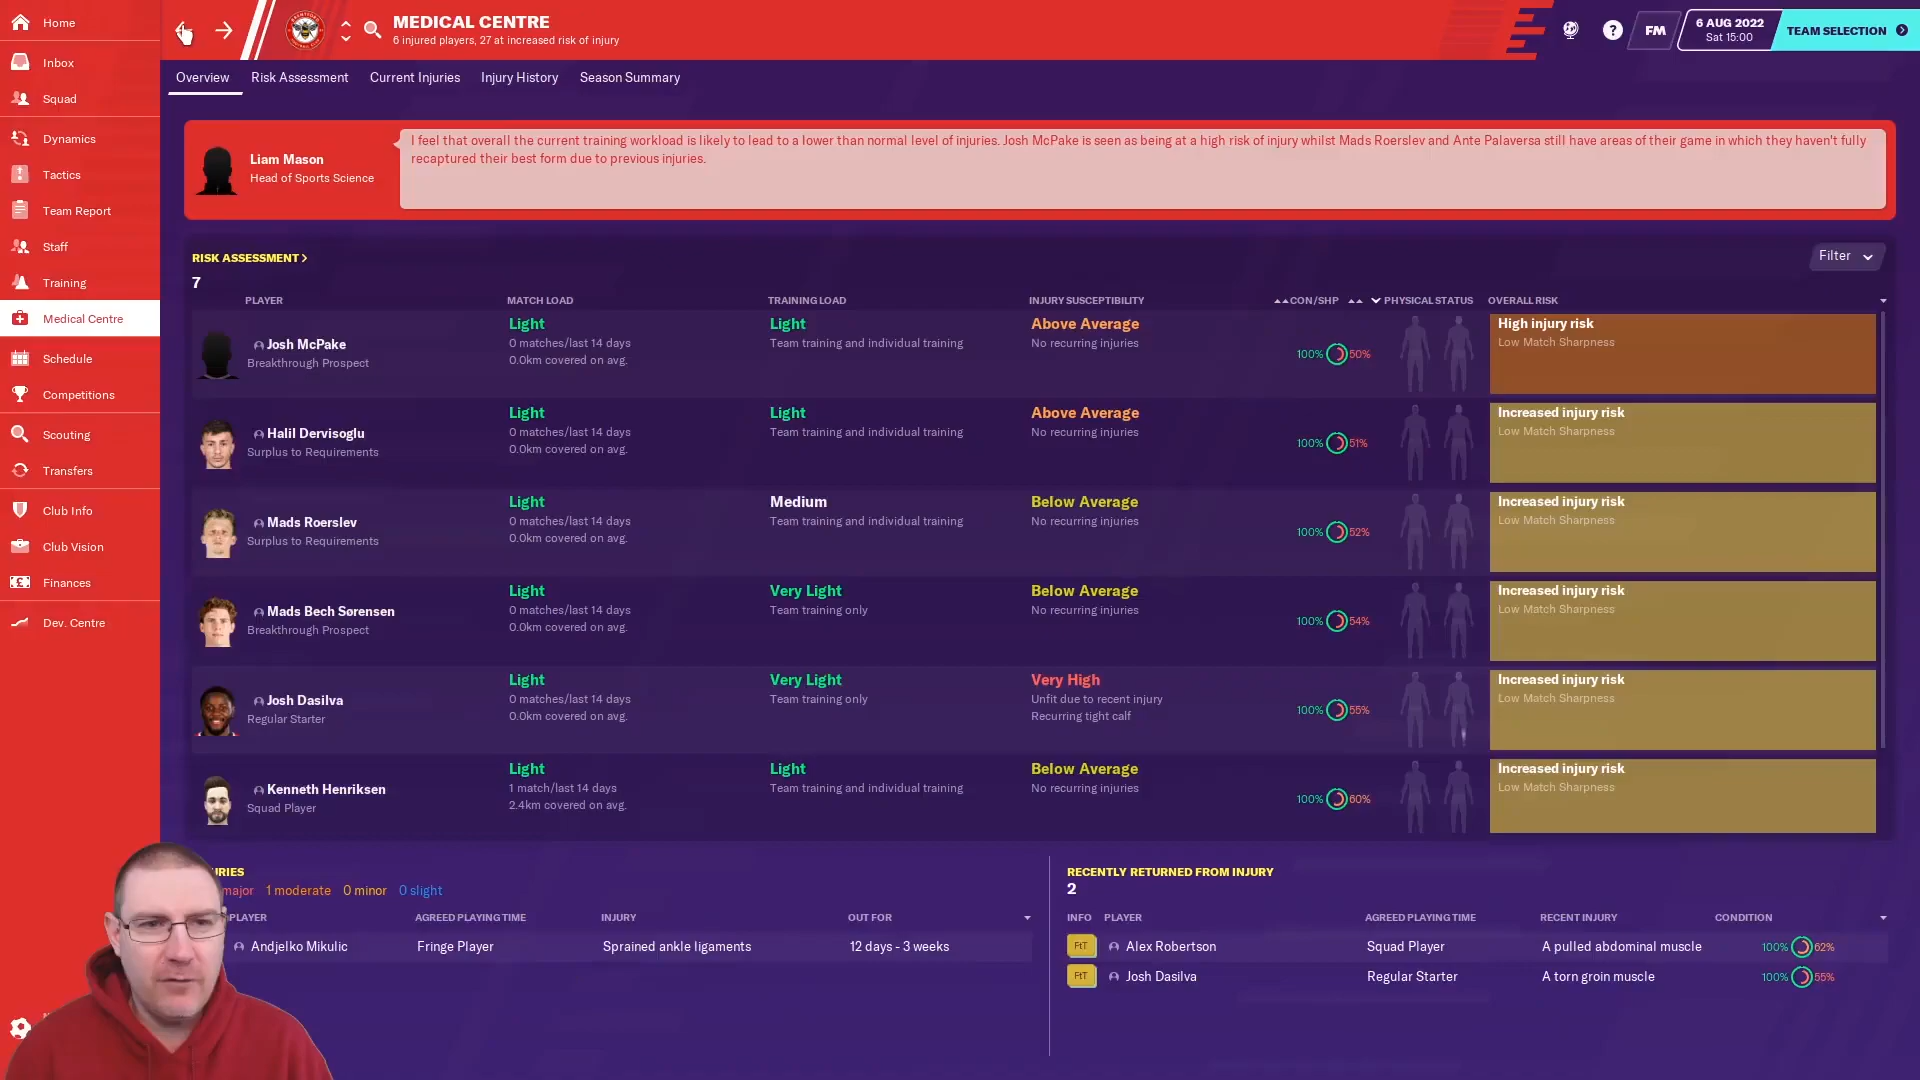 Home
Inbox
Squad
Dynamics
Tactics
Team Report
Staff
Training
Medical Centre
Schedule
Competitions
Scouting
Transfers
Club Info
Club Vision
Finances
Dev. Centre
MEDICAL CENTRE
6 injured players, 27 at increased risk of injury
?
FM
6 AUG 2022
Sat 15:00
TEAM SELECTION
Overview Risk Assessment Current Injuries Injury History Season Summary
Liam Mason
Head of Sports Science
I feel that overall the current training workload is likely to lead to a lower than normal level of injuries. Josh McPake is seen as being at a high risk of injury whilst Mads Roerslev and Ante Palaversa still have areas of their game in which they haven't fully
recaptured their best form due to previous injuries.
RISK ASSESSMENT
7
Filter
PLAYER MATCH LOAD TRAINING LOAD INJURY SUSCEPTIBILITY CON/SHP PHYSICAL STATUS OVERALL RISK
Josh McPake
Breakthrough Prospect
Light
0 matches/last 14 days
0.0km covered on avg.
Light
Team training and individual training
Above Average
No recurring injuries
100% 50%
High injury risk
Low Match Sharpness
Halil Dervisoglu
Surplus to Requirements
Light
0 matches/last 14 days
0.0km covered on avg.
Light
Team training and individual training
Above Average
No recurring injuries
100% 51%
Increased injury risk
Low Match Sharpness
Mads Roerslev
Surplus to Requirements
Light
0 matches/last 14 days
0.0km covered on avg.
Medium
Team training and individual training
Below Average
No recurring injuries
100% 52%
Increased injury risk
Low Match Sharpness
Mads Bech Sørensen
Breakthrough Prospect
Light
0 matches/last 14 days
0.0km covered on avg.
Very Light
Team training only
Below Average
No recurring injuries
100% 54%
Increased injury risk
Low Match Sharpness
Josh Dasilva
Regular Starter
Light
0 matches/last 14 days
0.0km covered on avg.
Very Light
Team training only
Very High
Unfit due to recent injury
Recurring tight calf
100% 55%
Increased injury risk
Low Match Sharpness
Kenneth Henriksen
Squad Player
Light
1 match/last 14 days
2.4km covered on avg.
Light
Team training and individual training
Below Average
No recurring injuries
100% 60%
Increased injury risk
Low Match Sharpness
URIES
major 1 moderate 0 minor 0 slight
PLAYER AGREED PLAYING TIME INJURY OUT FOR
Andjelko Mikulic Fringe Player Sprained ankle ligaments 12 days - 3 weeks
RECENTLY RETURNED FROM INJURY
2
INFO PLAYER AGREED PLAYING TIME RECENT INJURY CONDITION
FtT Alex Robertson Squad Player A pulled abdominal muscle 100% 62%
FtT Josh Dasilva Regular Starter A torn groin muscle 100% 55%